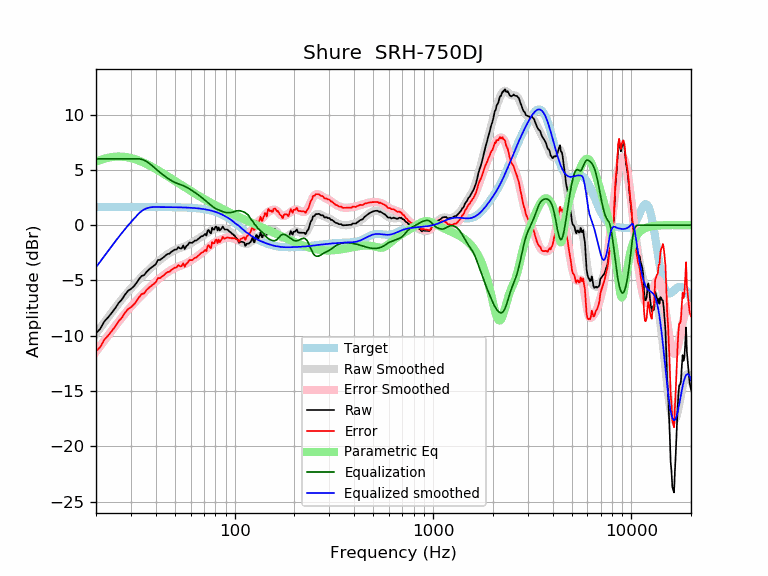 Shure  SRH-750DJ
Amplitude (dBr)
10
5
0
−5
−10
−15
−20
−25
Target
Raw Smoothed
Error Smoothed
Raw
Error
Parametric Eq
Equalization
Equalized smoothed
100
1000
10000
Frequency (Hz)